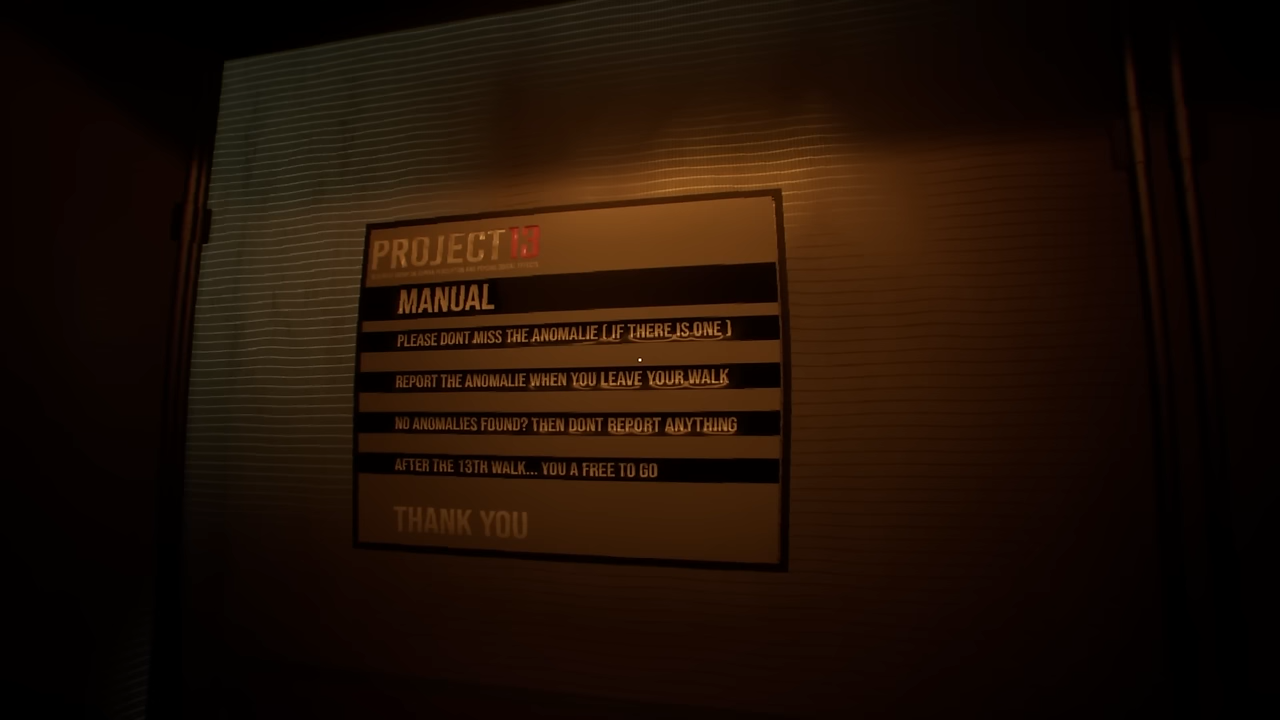 PROJECT 13
MANUAL
PLEASE DONT MISS THE ANOMALIE [ IF THERE IS ONE ]
REPORT THE ANOMALIE WHEN YOU LEAVE YOUR WALK
NO ANOMALIES FOUND? THEN DONT REPORT ANYTHING
AFTER THE 13TH WALK... YOU A FREE TO GO
THANK YOU